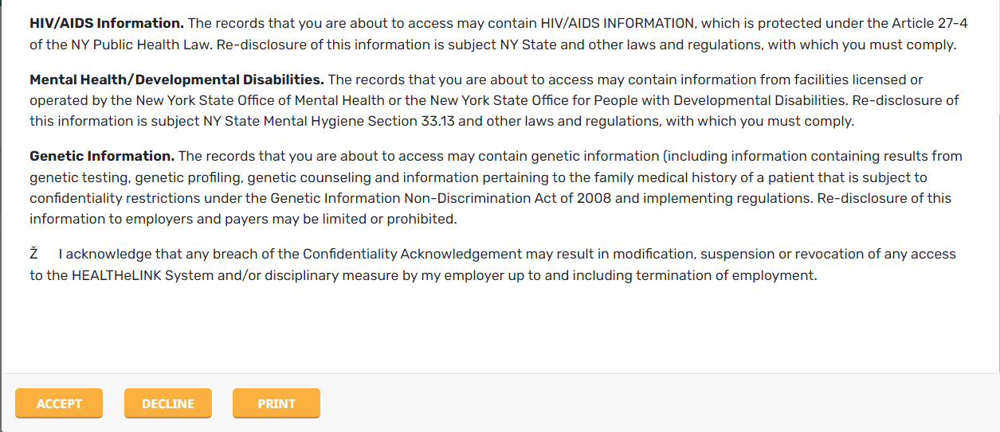 HIV/AIDS Information. The records that you are about to access may contain HIV/AIDS INFORMATION, which is protected under the Article 27-4
of the NY Public Health Law. Re-disclosure of this information is subject NY State and other laws and regulations, with which you must comply.
Mental Health/Developmental Disabilities. The records that you are about to access may contain information from facilities licensed or
operated by the New York State Office of Mental Health or the New York State Office for People with Developmental Disabilities. Re-disclosure of
this information is subject NY State Mental Hygiene Section 33.13 and other laws and regulations, with which you must comply.
Genetic Information. The records that you are about to access may contain genetic information (including information containing results from
genetic testing, genetic profiling, genetic counseling and information pertaining to the family medical history of a patient that is subject to
confidentiality restrictions under the Genetic Information Non-Discrimination Act of 2008 and implementing regulations. Re-disclosure of this
information to employers and payers may be limited or prohibited.
Ž I acknowledge that any breach of the Confidentiality Acknowledgement may result in modification, suspension or revocation of any access
to the HEALTHeLINK System and/or disciplinary measure by my employer up to and including termination of employment.
ACCEPT DECLINE PRINT